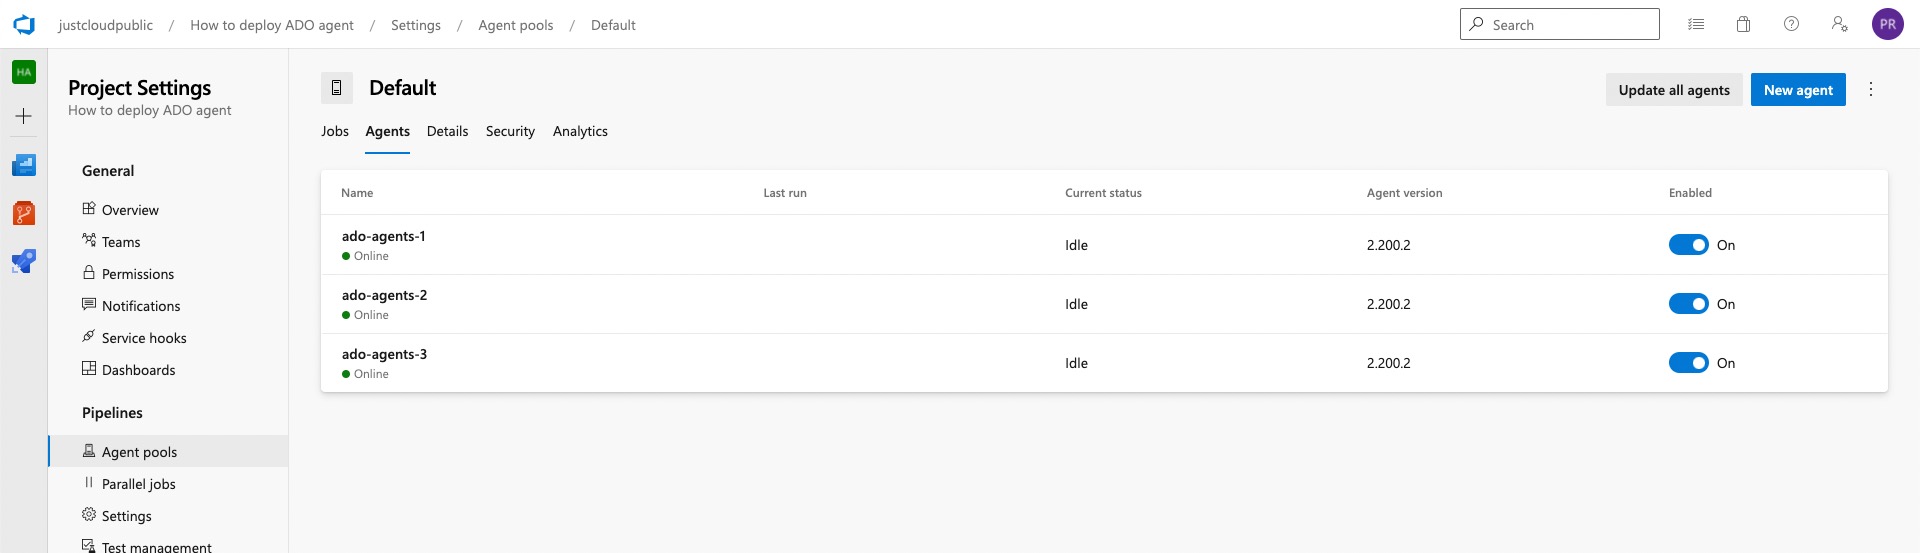 justcloudpublic / How to deploy ADO agent / Settings / Agent pools / Default
Search
PR
HA
Project Settings
How to deploy ADO agent
General
Overview
Teams
Permissions
Notifications
Service hooks
Dashboards
Pipelines
Agent pools
Parallel jobs
Settings
Test management
Default
Update all agents
New agent
Jobs Agents Details Security Analytics
Name Last run Current status Agent version Enabled
ado-agents-1
Online
Idle 2.200.2 On
ado-agents-2
Online
Idle 2.200.2 On
ado-agents-3
Online
Idle 2.200.2 On